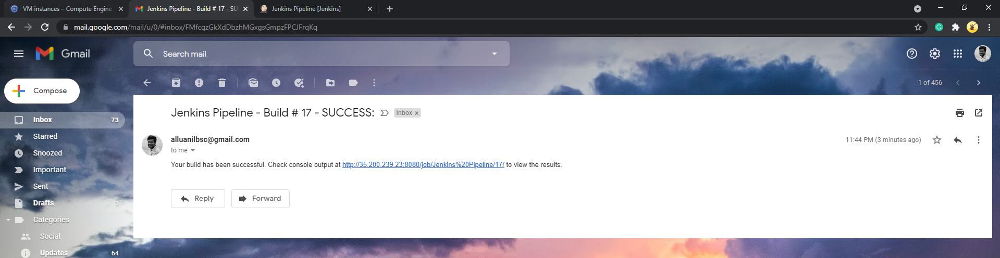 VM instances – Compute Engine
Jenkins Pipeline - Build # 17 - SU
Jenkins Pipeline [Jenkins]
mail.google.com/mail/u/0/#inbox/FMfcgzGkXdDbzhMGxgsGmpzFPCJFrqKq
Gmail
Search mail
Compose
1 of 456
Jenkins Pipeline - Build # 17 - SUCCESS:
Inbox ×
Inbox 73
Starred
Snoozed
Important
Sent
Drafts 1
Categories
Social
Updates 64
alluanilbsc@gmail.com
11:44 PM (3 minutes ago)
to me
Your build has been successful. Check console output at http://35.200.239.23:8080/job/Jenkins%20Pipeline/17/ to view the results.
Reply
Forward